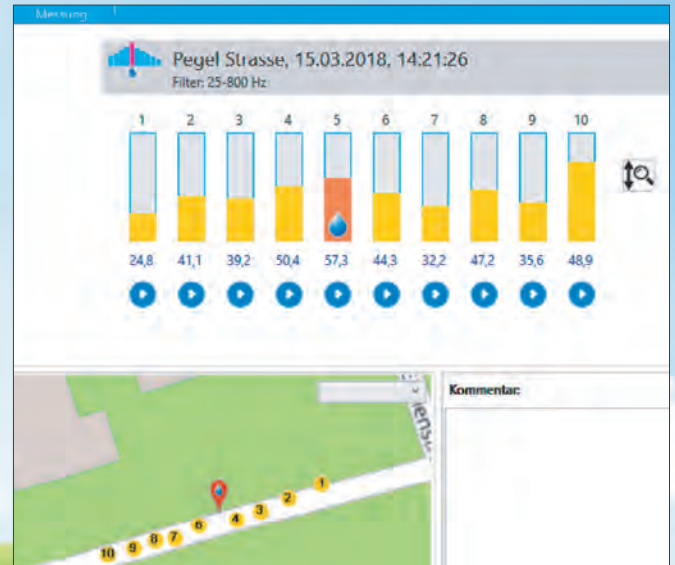 Messung
Pegel Strasse, 15.03.2018, 14:21:26
Filter: 25-800 Hz
1 2 3 4 5 6 7 8 9 10
24,8 41,1 39,2 50,4 57,3 44,3 32,2 47,2 35,6 48,9
Kommentar:
1
2
3
4
6
7
8
9
10